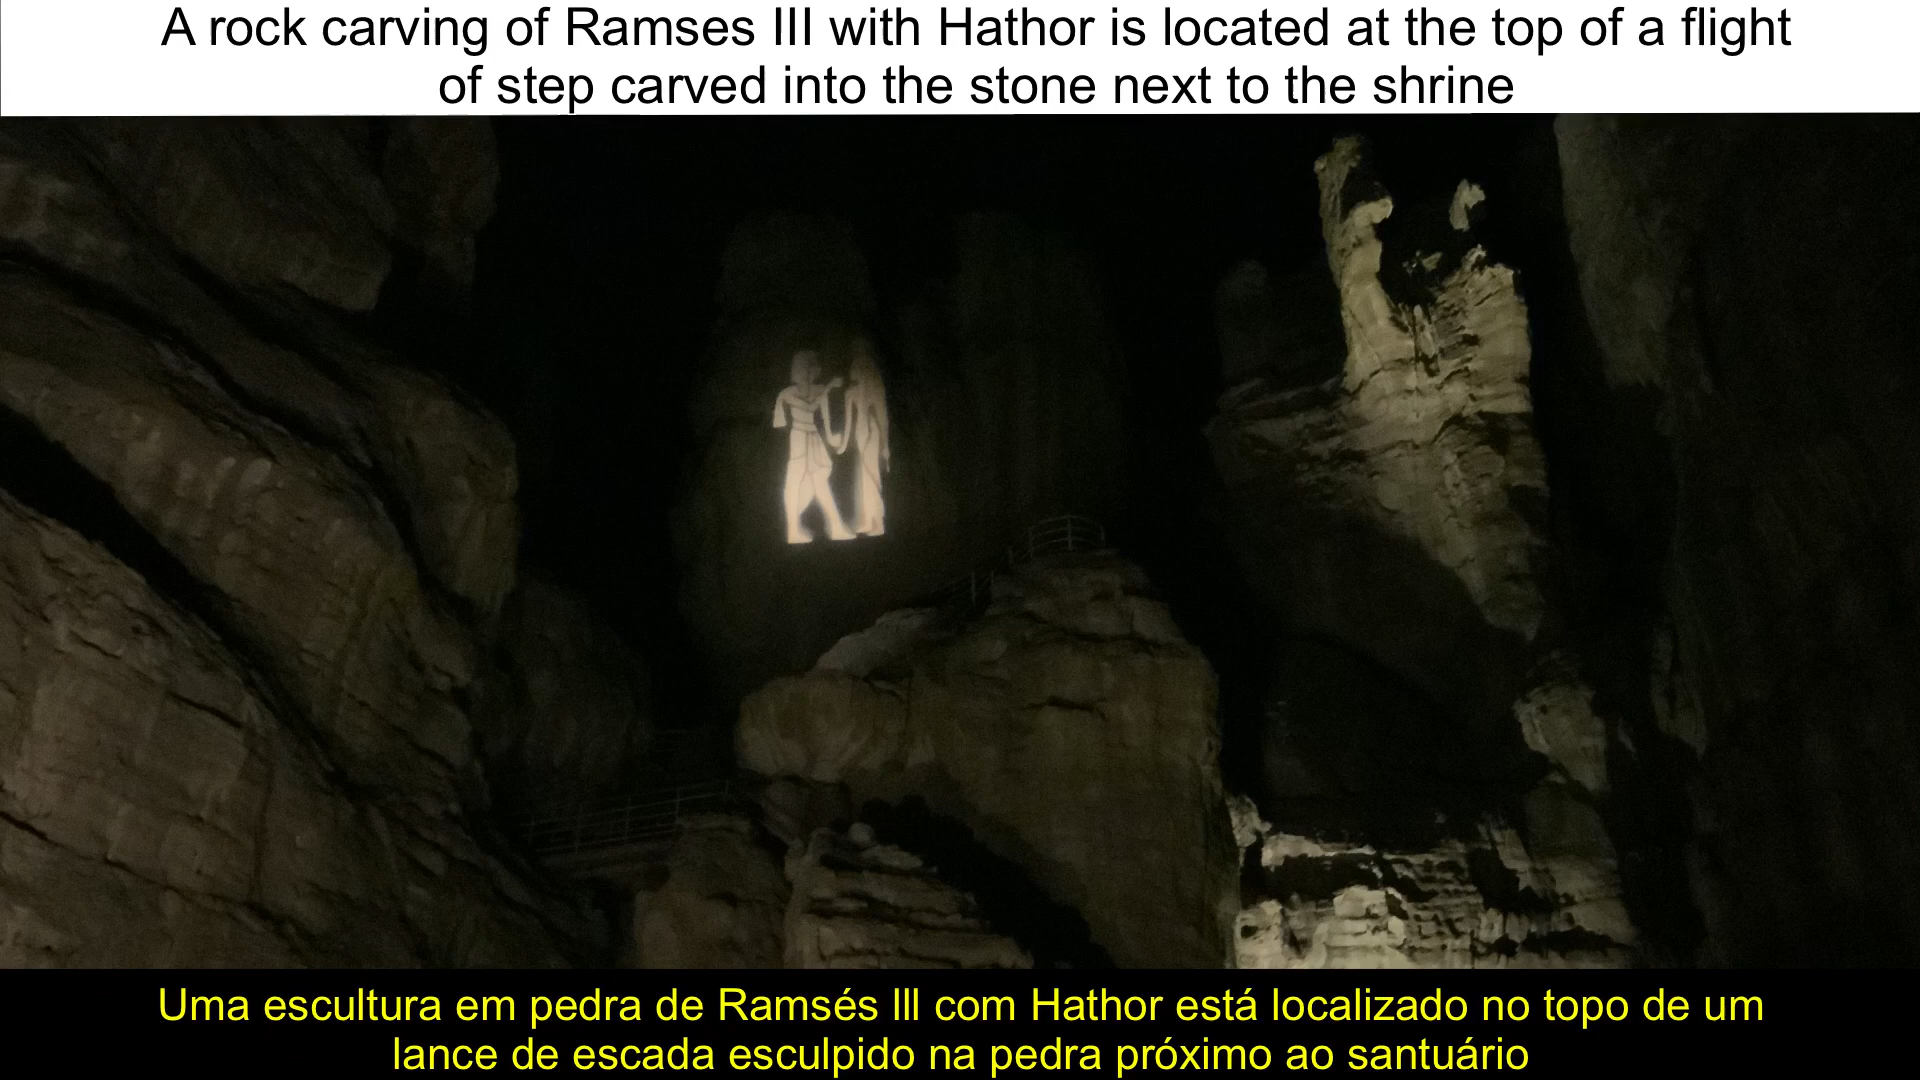 A rock carving of Ramses III with Hathor is located at the top of a flight
of step carved into the stone next to the shrine
Uma escultura em pedra de Ramsés III com Hathor está localizado no topo de um
lance de escada esculpido na pedra próximo ao santuário